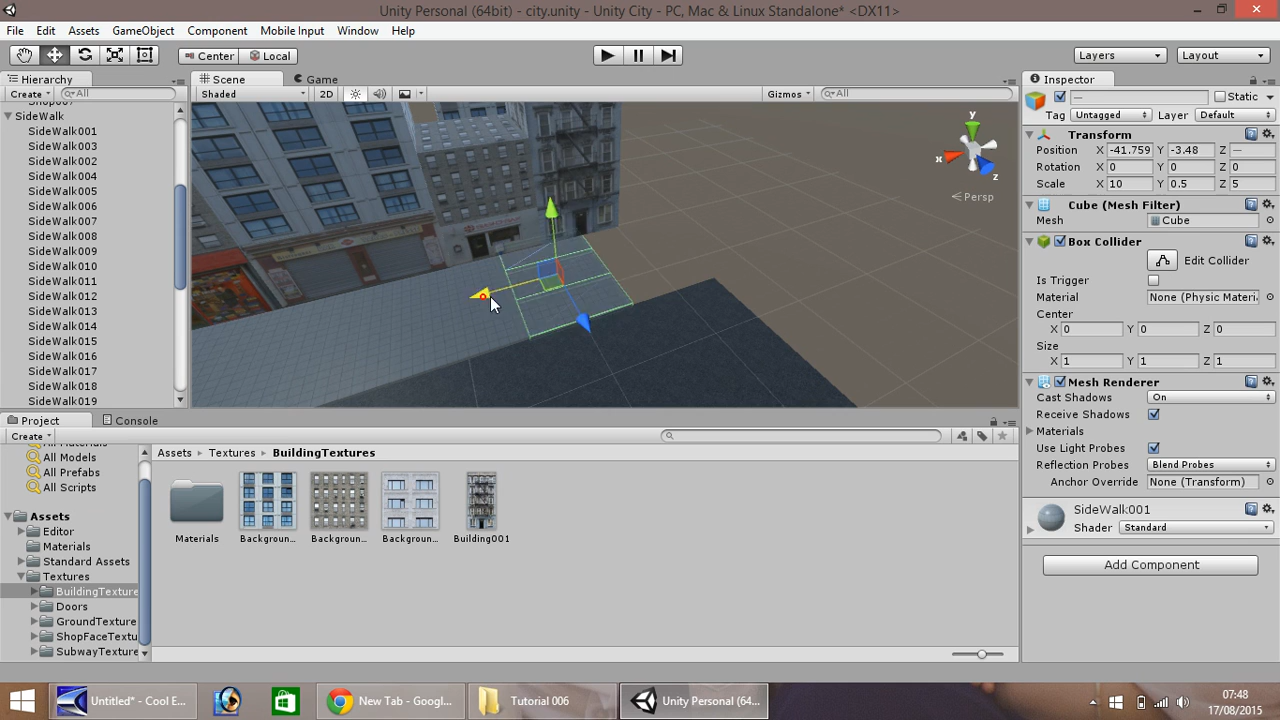 Unity Personal (64bit) - city.unity - Unity City - PC, Mac & Linux Standalone* <DX11>
File Edit Assets GameObject Component Mobile Input Window Help
Center Local Layers Layout
Hierarchy
Create All
SideWalk
SideWalk001
SideWalk003
SideWalk002
SideWalk004
SideWalk005
SideWalk006
SideWalk007
SideWalk008
SideWalk009
SideWalk010
SideWalk011
SideWalk012
SideWalk013
SideWalk014
SideWalk015
SideWalk016
SideWalk017
SideWalk018
SideWalk019
Scene Game
Shaded 2D Gizmos All
y
x
z
Persp
Inspector
— Static
Tag Untagged Layer Default
Transform
Position X -41.759 Y -3.48 Z —
Rotation X 0 Y 0 Z 0
Scale X 10 Y 0.5 Z 5
Cube (Mesh Filter)
Mesh Cube
Box Collider
Edit Collider
Is Trigger
Material None (Physic Materi
Center
X 0 Y 0 Z 0
Size
X 1 Y 1 Z 1
Mesh Renderer
Cast Shadows On
Receive Shadows
Materials
Use Light Probes
Reflection Probes Blend Probes
Anchor Override None (Transform)
SideWalk001
Shader Standard
Add Component
Project Console
Create
All Models
All Prefabs
All Scripts
Assets
Editor
Materials
Standard Assets
Textures
BuildingTexture
Doors
GroundTexture
ShopFaceTextu
SubwayTexture
Assets Textures BuildingTextures
Materials Backgroun... Backgroun... Backgroun... Building001
Untitled* - Cool E... New Tab - Googl... Tutorial 006 Unity Personal (64...
07:48
17/08/2015